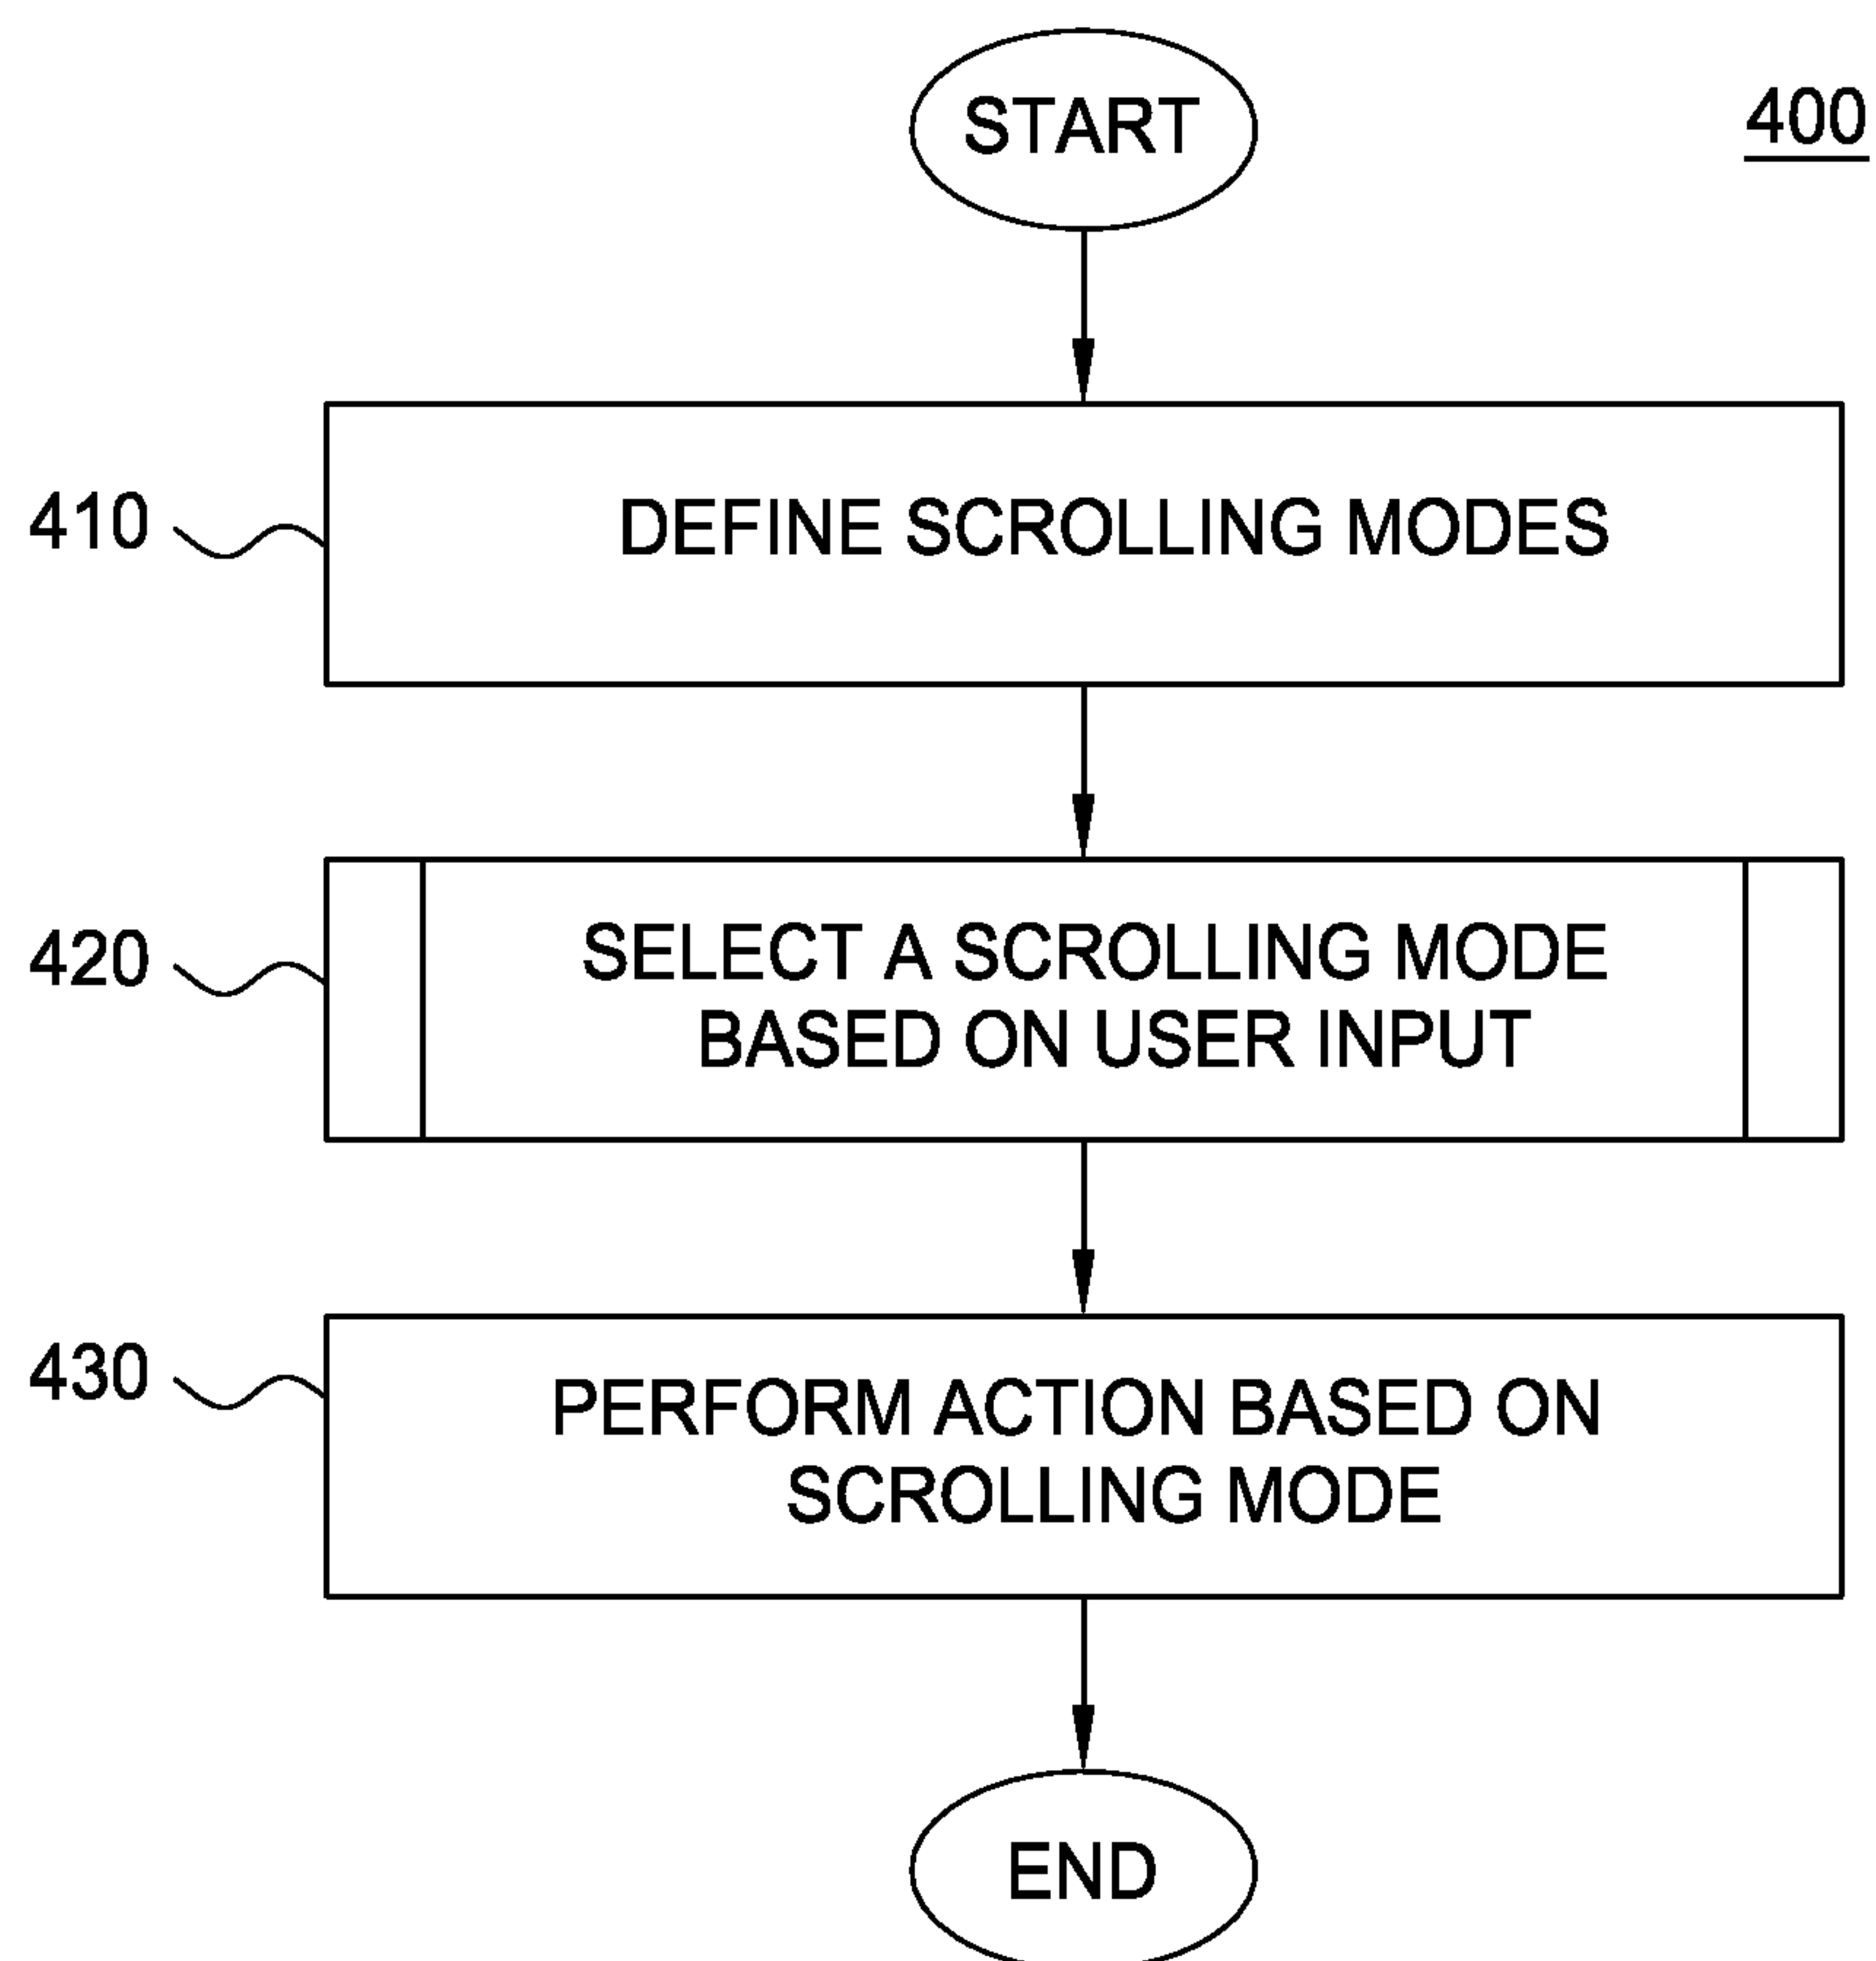 START
400
410
DEFINE SCROLLING MODES
420
SELECT A SCROLLING MODE
BASED ON USER INPUT
430
PERFORM ACTION BASED ON
SCROLLING MODE
END